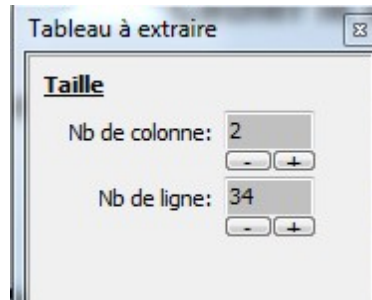 Tableau à extraire
Taille
Nb de colonne: 2
- +
Nb de ligne: 34
- +